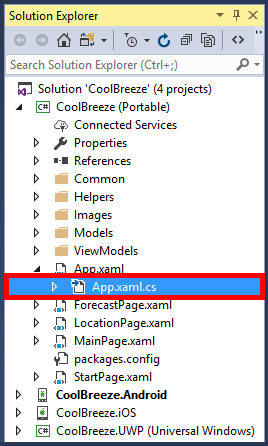 Solution Explorer
Search Solution Explorer (Ctrl+;)
Solution 'CoolBreeze' (4 projects)
C# CoolBreeze (Portable)
Connected Services
Properties
References
Common
Helpers
Images
Models
ViewModels
App.xaml
App.xaml.cs
ForecastPage.xaml
LocationPage.xaml
MainPage.xaml
packages.config
StartPage.xaml
CoolBreeze.Android
CoolBreeze.iOS
C# CoolBreeze.UWP (Universal Windows)